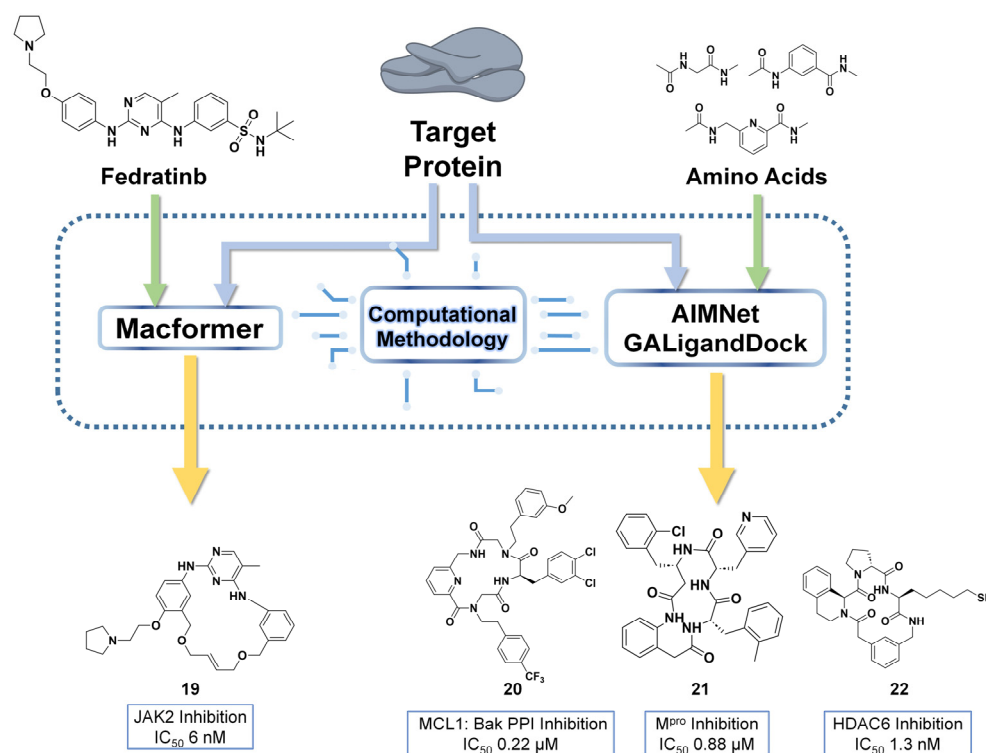 Fedratinb
Target
Protein
Amino Acids
Macformer
Computational
Methodology
AIMNet
GALigandDock
19
JAK2 Inhibition
IC50 6 nM
20
MCL1: Bak PPI Inhibition
IC50 0.22 µM
21
Mpro Inhibition
IC50 0.88 µM
22
HDAC6 Inhibition
IC50 1.3 nM